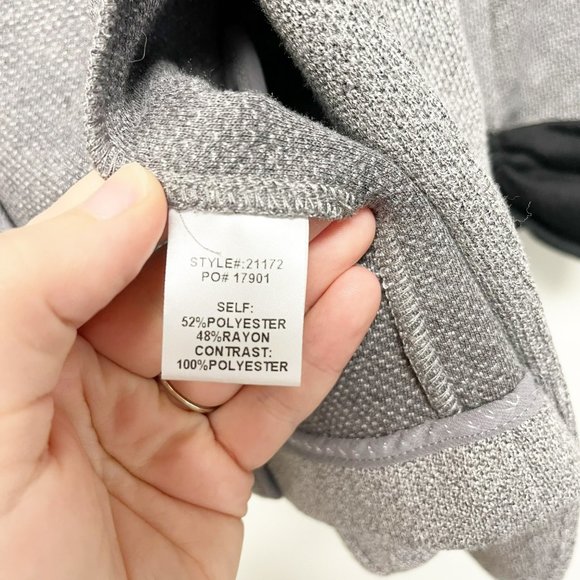 STYLE#:21172
PO# 17901
SELF:
52%POLYESTER
48%RAYON
CONTRAST:
100%POLYESTER